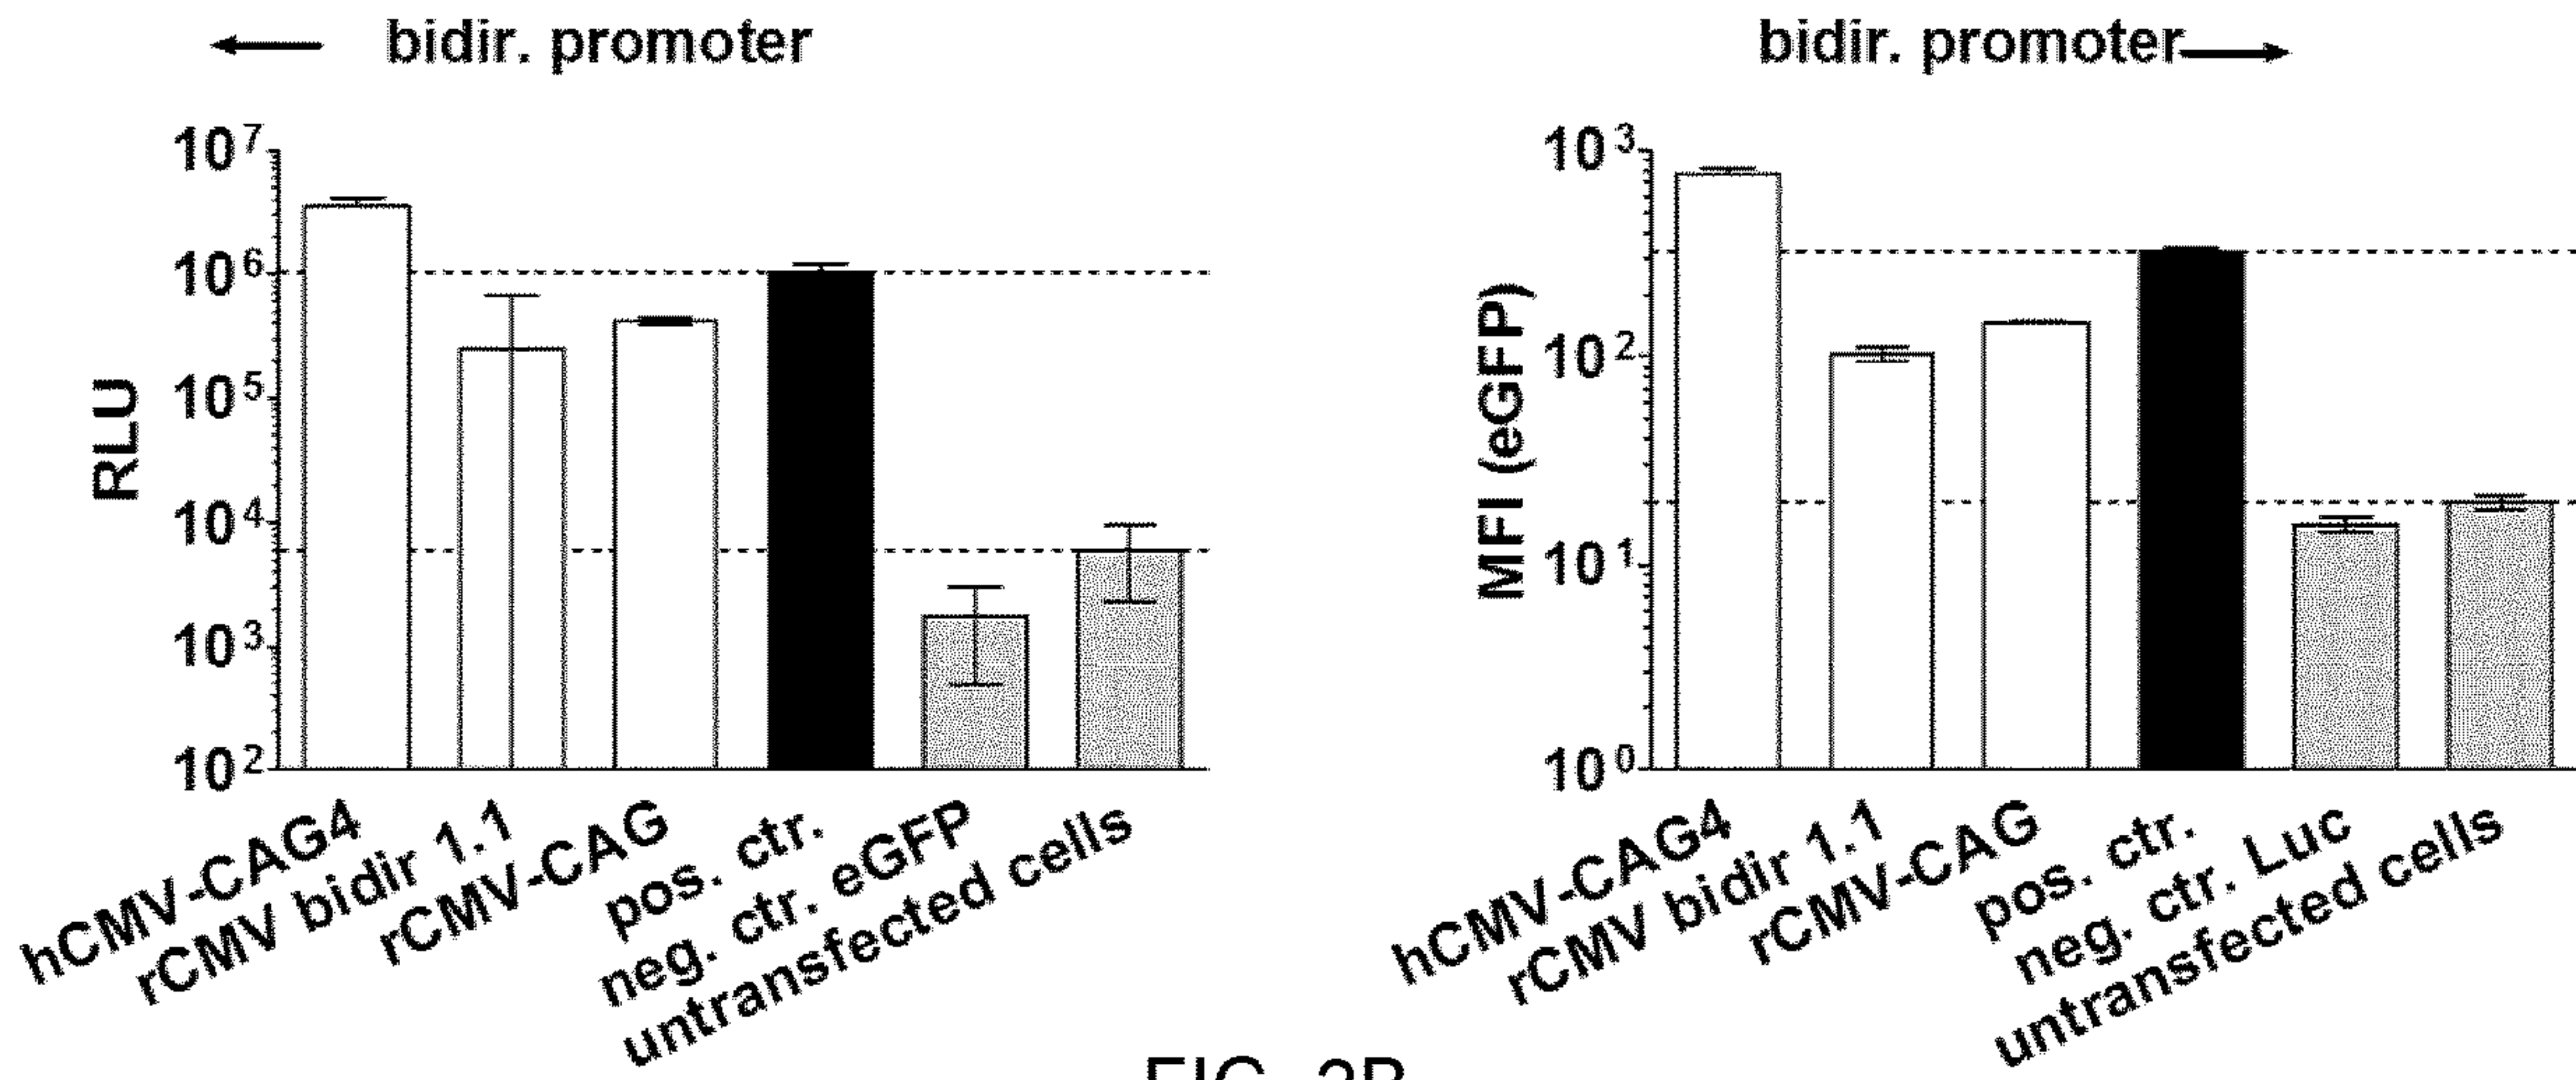 bidir. promoter
RLU
10^7
10^6
10^5
10^4
10^3
10^2
hCMV-CAG4
rCMV bidir 1.1
rCMV-CAG
pos. ctr.
neg. ctr. eGFP
untransfected cells
bidir. promoter
MFI (eGFP)
10^3
10^2
10^1
10^0
hCMV-CAG4
rCMV bidir 1.1
rCMV-CAG
pos. ctr.
neg. ctr. Luc
untransfected cells